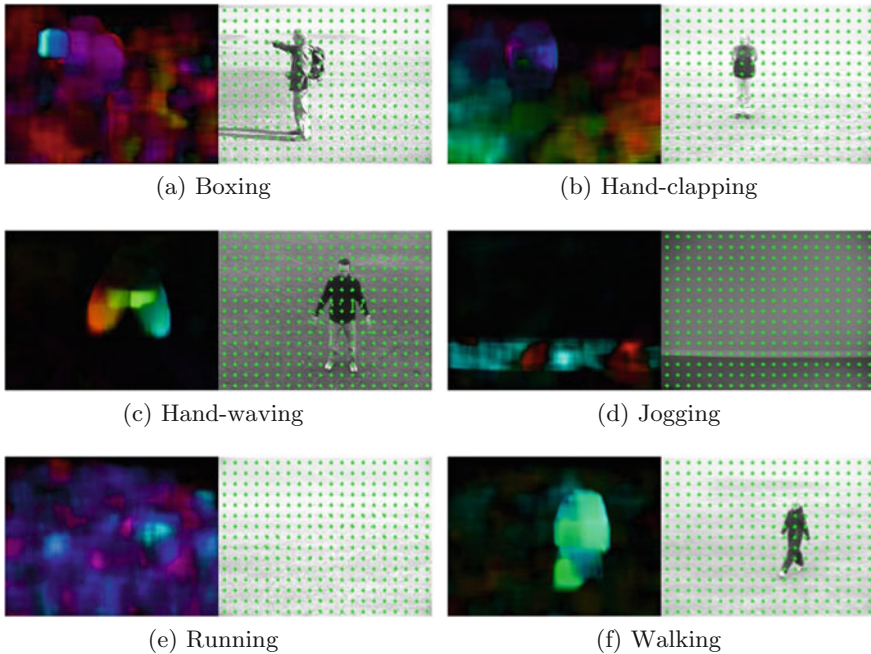 (a) Boxing
(b) Hand-clapping
(c) Hand-waving
(d) Jogging
(e) Running
(f) Walking